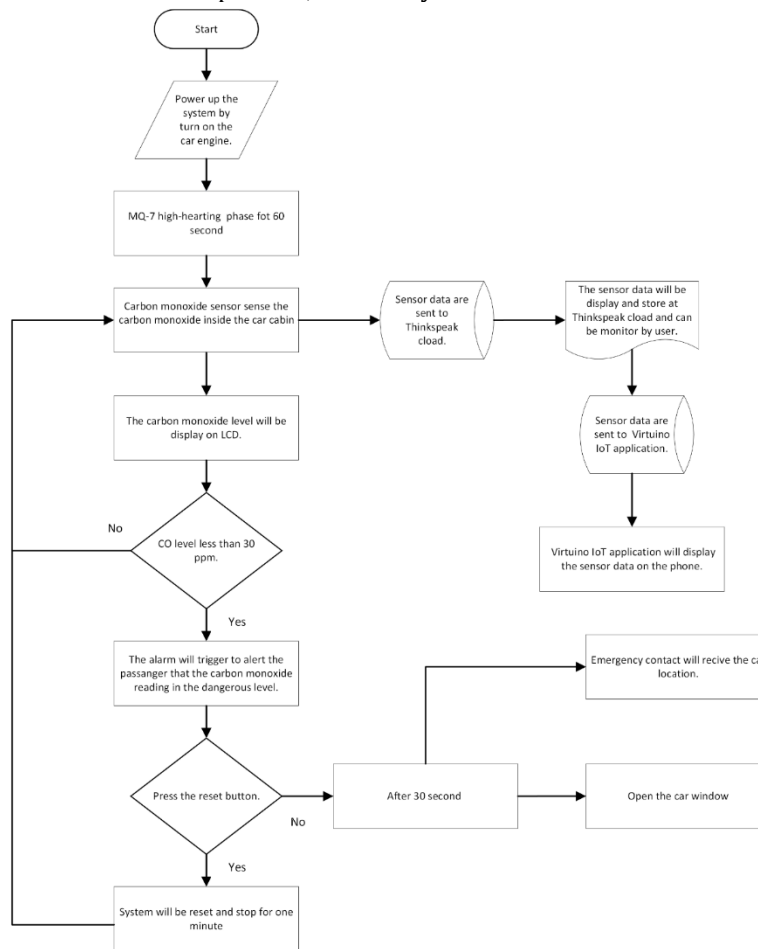 Start
Power up the
system by
turn on the
car engine.
MQ-7 high-hearting phase fot 60
second
Carbon monoxide sensor sense the
carbon monoxide inside the car cabin
Sensor data are
sent to
Thinkspeak
cload.
The sensor data will be
display and store at
Thinkspeak cload and can
be monitor by user.
The carbon monoxide level will be
display on LCD.
Sensor data are
sent to Virtuino
IoT application.
No
CO level less than 30
ppm.
Virtuino IoT application will display
the sensor data on the phone.
Yes
The alarm will trigger to alert the
passanger that the carbon monoxide
reading in the dangerous level.
Emergency contact will recive the
location.
Press the reset button.
No
After 30 second
Open the car window
Yes
System will be reset and stop for one
minute